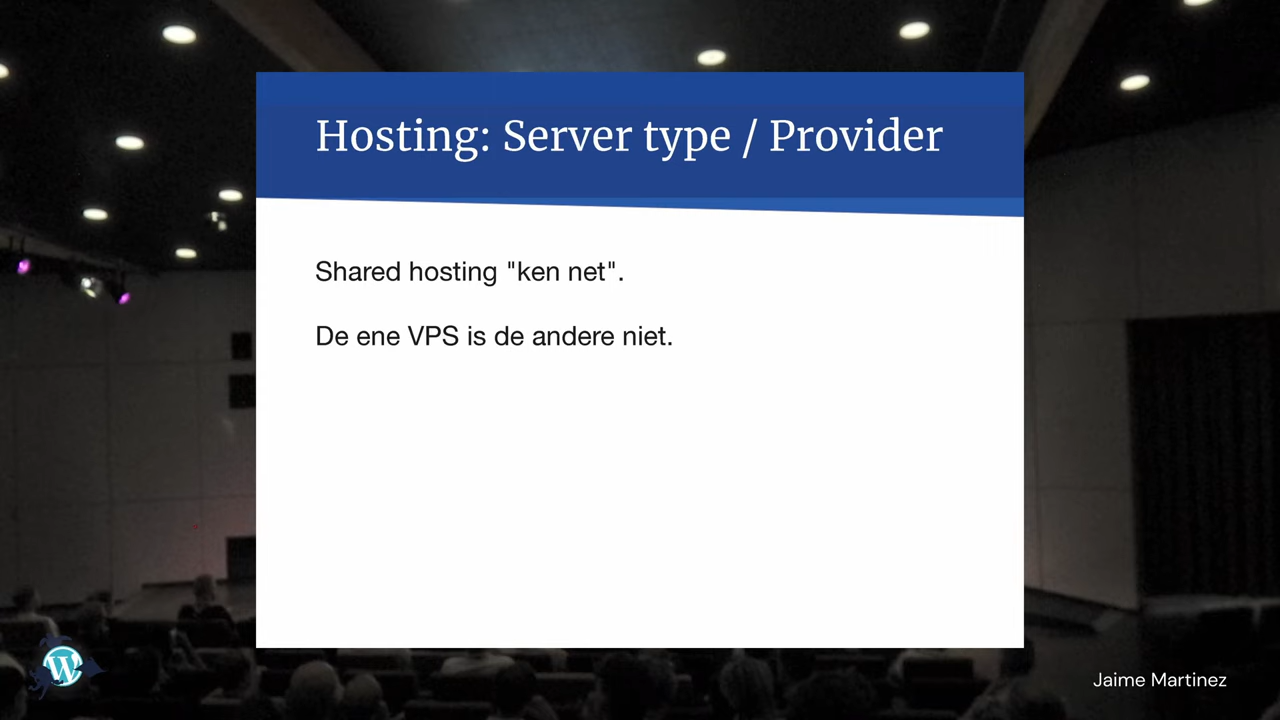 Hosting: Server type / Provider
Shared hosting "ken net".
De ene VPS is de andere niet.
Jaime Martinez